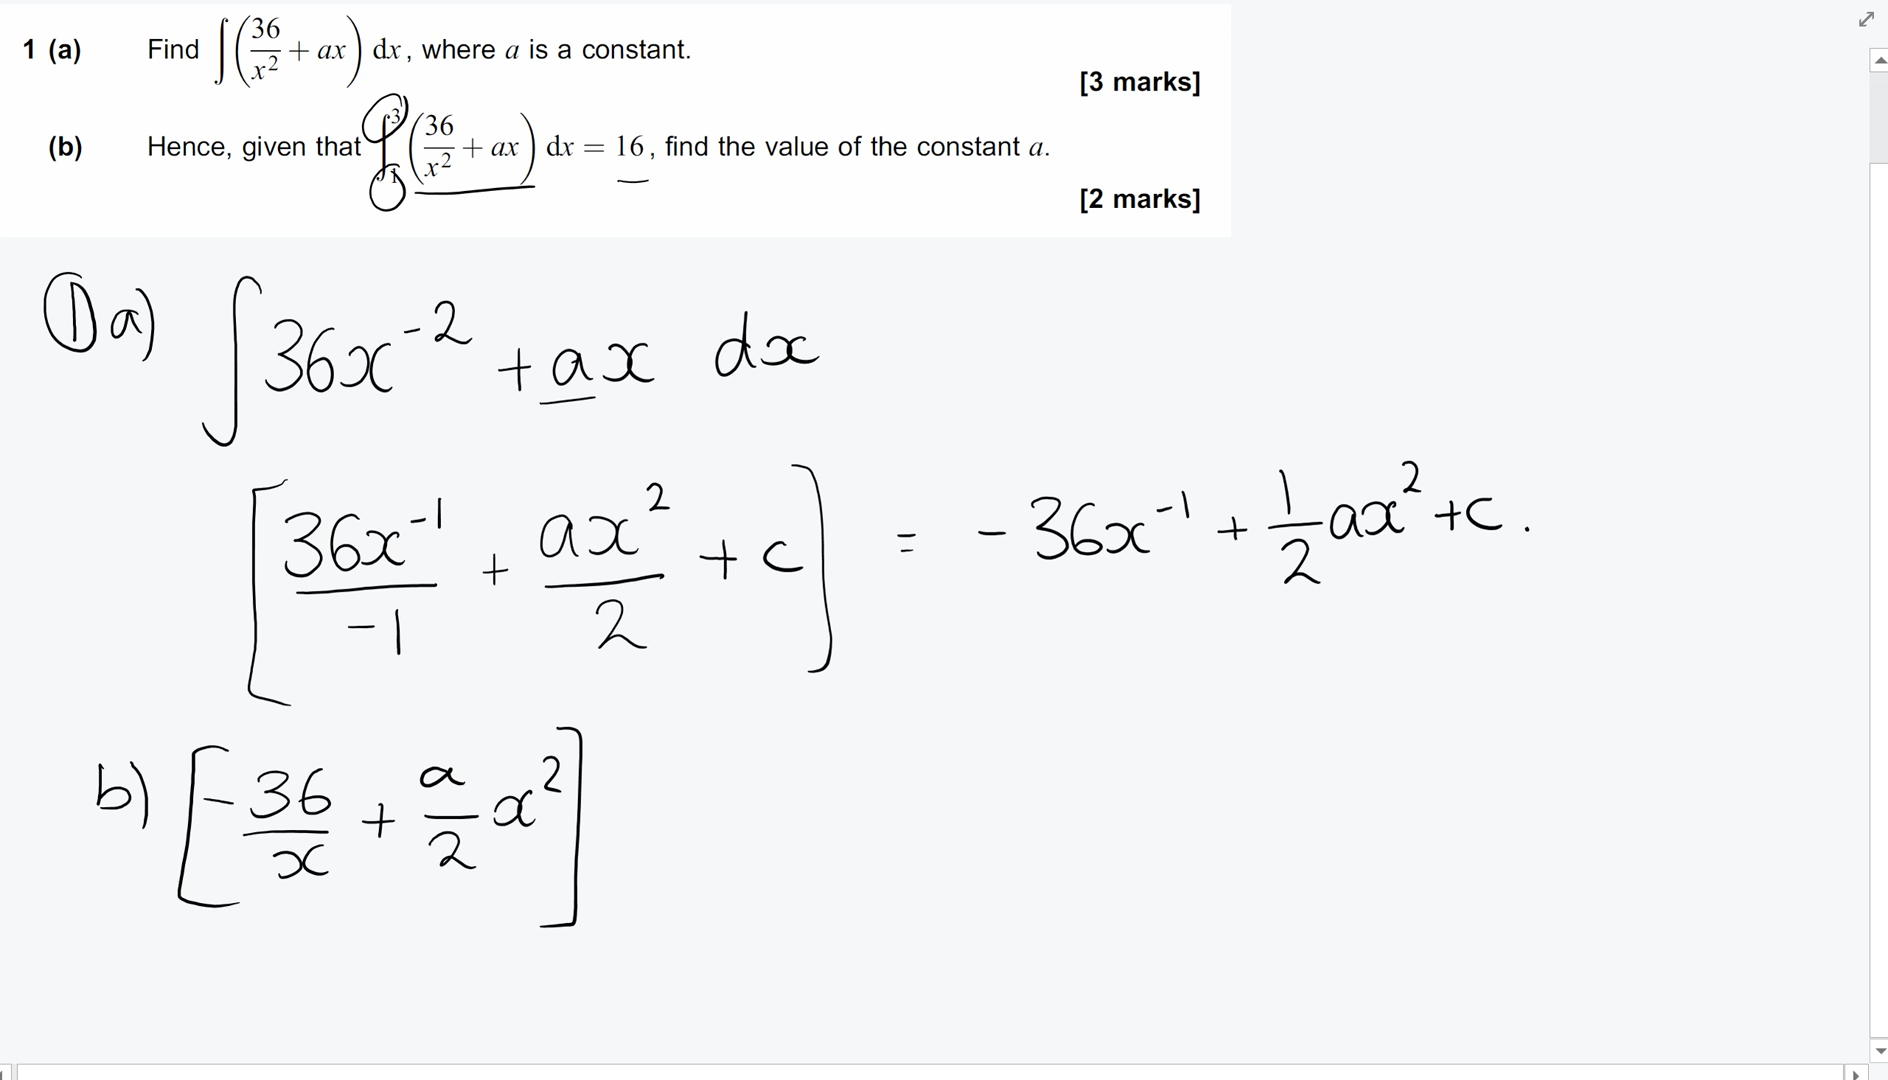 1 (a) Find ∫(36/x² + ax) dx, where a is a constant.
[3 marks]
(b) Hence, given that ∫₁³(36/x² + ax) dx = 16, find the value of the constant a.
[2 marks]
① a) ∫36x⁻² + ax dx
[36x⁻¹/-1 + ax²/2 + c] = -36x⁻¹ + 1/2 ax² + c.
b) [-36/x + a/2 x²]